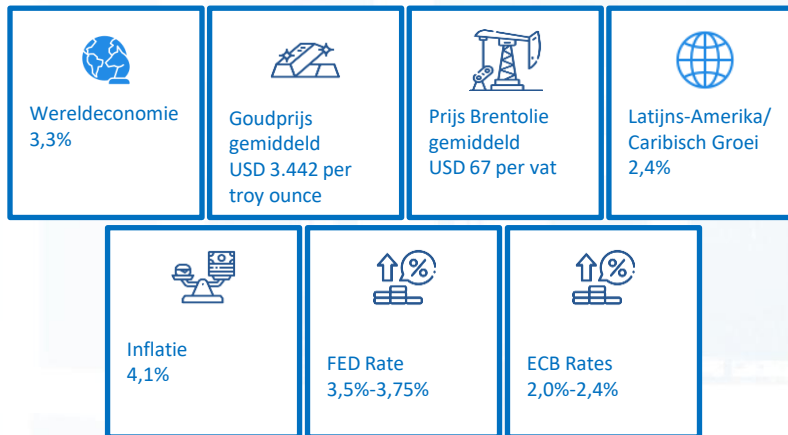 Wereldeconomie
3,3%
Goudprijs
gemiddeld
USD 3.442 per
troy ounce
Prijs Brentolie
gemiddeld
USD 67 per vat
Latijns-Amerika/
Caribisch Groei
2,4%
Inflatie
4,1%
FED Rate
3,5%-3,75%
ECB Rates
2,0%-2,4%